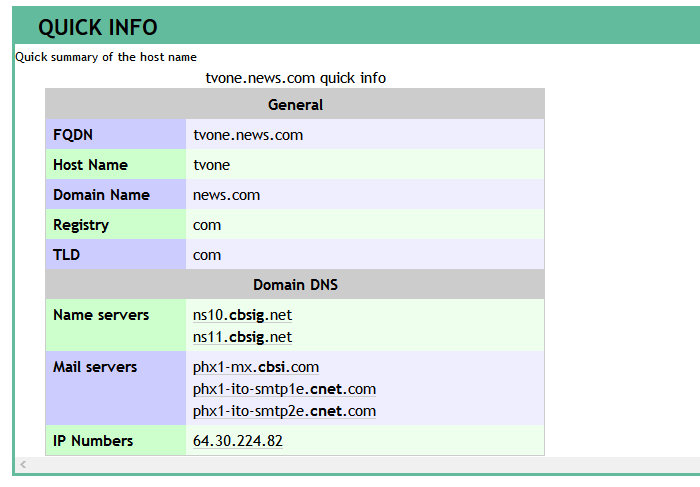 QUICK INFO
Quick summary of the host name
tvone.news.com quick info
General
FQDN tvone.news.com
Host Name tvone
Domain Name news.com
Registry com
TLD com
Domain DNS
Name servers ns10.cbsig.net
ns11.cbsig.net
Mail servers phx1-mx.cbsi.com
phx1-ito-smtp1e.cnet.com
phx1-ito-smtp2e.cnet.com
IP Numbers 64.30.224.82